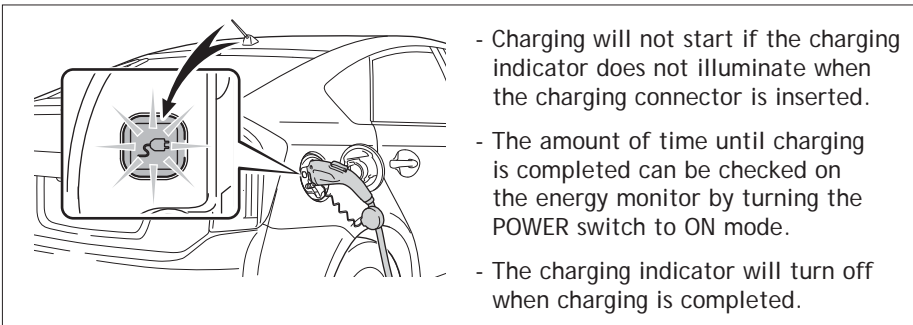 - Charging will not start if the charging
indicator does not illuminate when
the charging connector is inserted.
- The amount of time until charging
is completed can be checked on
the energy monitor by turning the
POWER switch to ON mode.
- The charging indicator will turn off
when charging is completed.